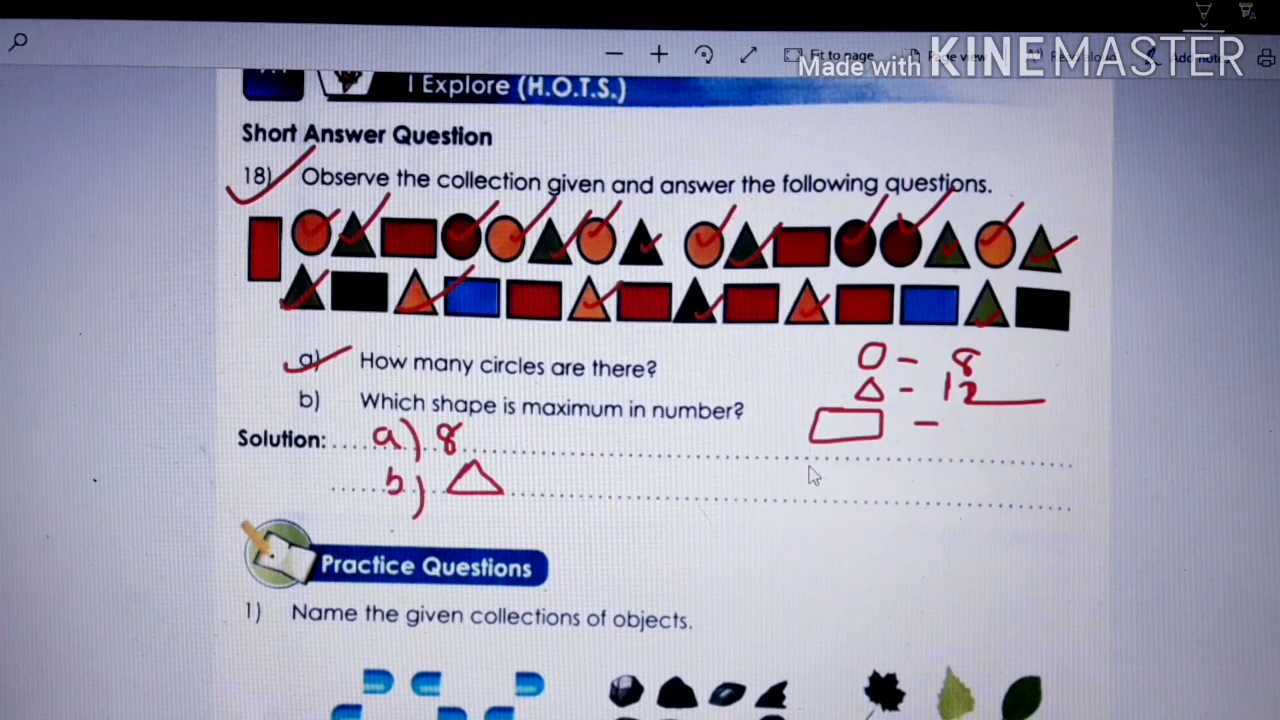 Fit to page
Page view
Made with KINEMASTER
I Explore (H.O.T.S.)
Short Answer Question
18) Observe the collection given and answer the following questions.
a) How many circles are there?
O - 8
△ - 12
b) Which shape is maximum in number?
▭ -
Solution: a) 8
b) △
Practice Questions
1) Name the given collections of objects.